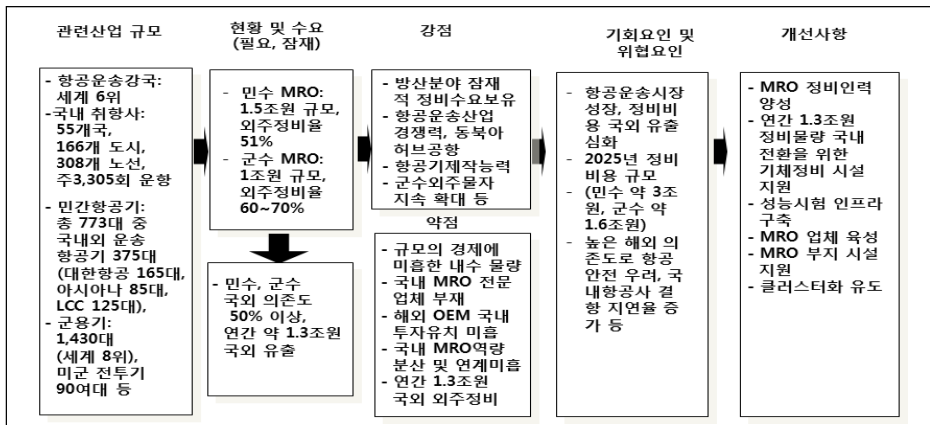 관련산업 규모
- 항공운송강국:
세계 6위
-국내 취항사:
55개국,
166개 도시,
308개 노선,
주3,305회 운항
- 민간항공기:
총 773대 중
국내외 운송
항공기 375대
(대한항공 165대,
아시아나 85대,
LCC 125대),
- 군용기:
1,430대
(세계 8위),
미군 전투기
90여대 등
현황 및 수요
(필요, 잠재)
- 민수 MRO:
1.5조원 규모,
외주정비율
51%
- 군수 MRO:
1조원 규모,
외주정비율
60~70%
- 민수, 군수
국외 의존도
50% 이상,
연간 약 1.3조원
국외 유출
강점
- 방산분야 잠재
적 정비수요보유
- 항공운송산업
경쟁력, 동북아
허브공항
- 항공기제작능력
- 군수외주물자
지속 확대 등
약점
- 규모의 경제에
미흡한 내수 물량
- 국내 MRO 전문
업체 부재
- 해외 OEM 국내
투자유치 미흡
- 국내 MRO역량
분산 및 연계미흡
- 연간 1.3조원
국외 외주정비
기회요인 및
위협요인
- 항공운송시장
성장, 정비비
용 국외 유출
심화
- 2025년 정비
비용 규모
- (민수 약 3조
원, 군수 약
1.6조원)
- 높은 해외 의
존도로 항공
안전 우려, 국
내항공사 결
항 지연율 증
가 등
개선사항
- MRO 정비인력
양성
- 연간 1.3조원
정비물량 국내
전환을 위한
기체정비 시설
지원
- 성능시험 인프라
구축
- MRO 업체 육성
- MRO 부지 시설
지원
- 클러스터화 유도